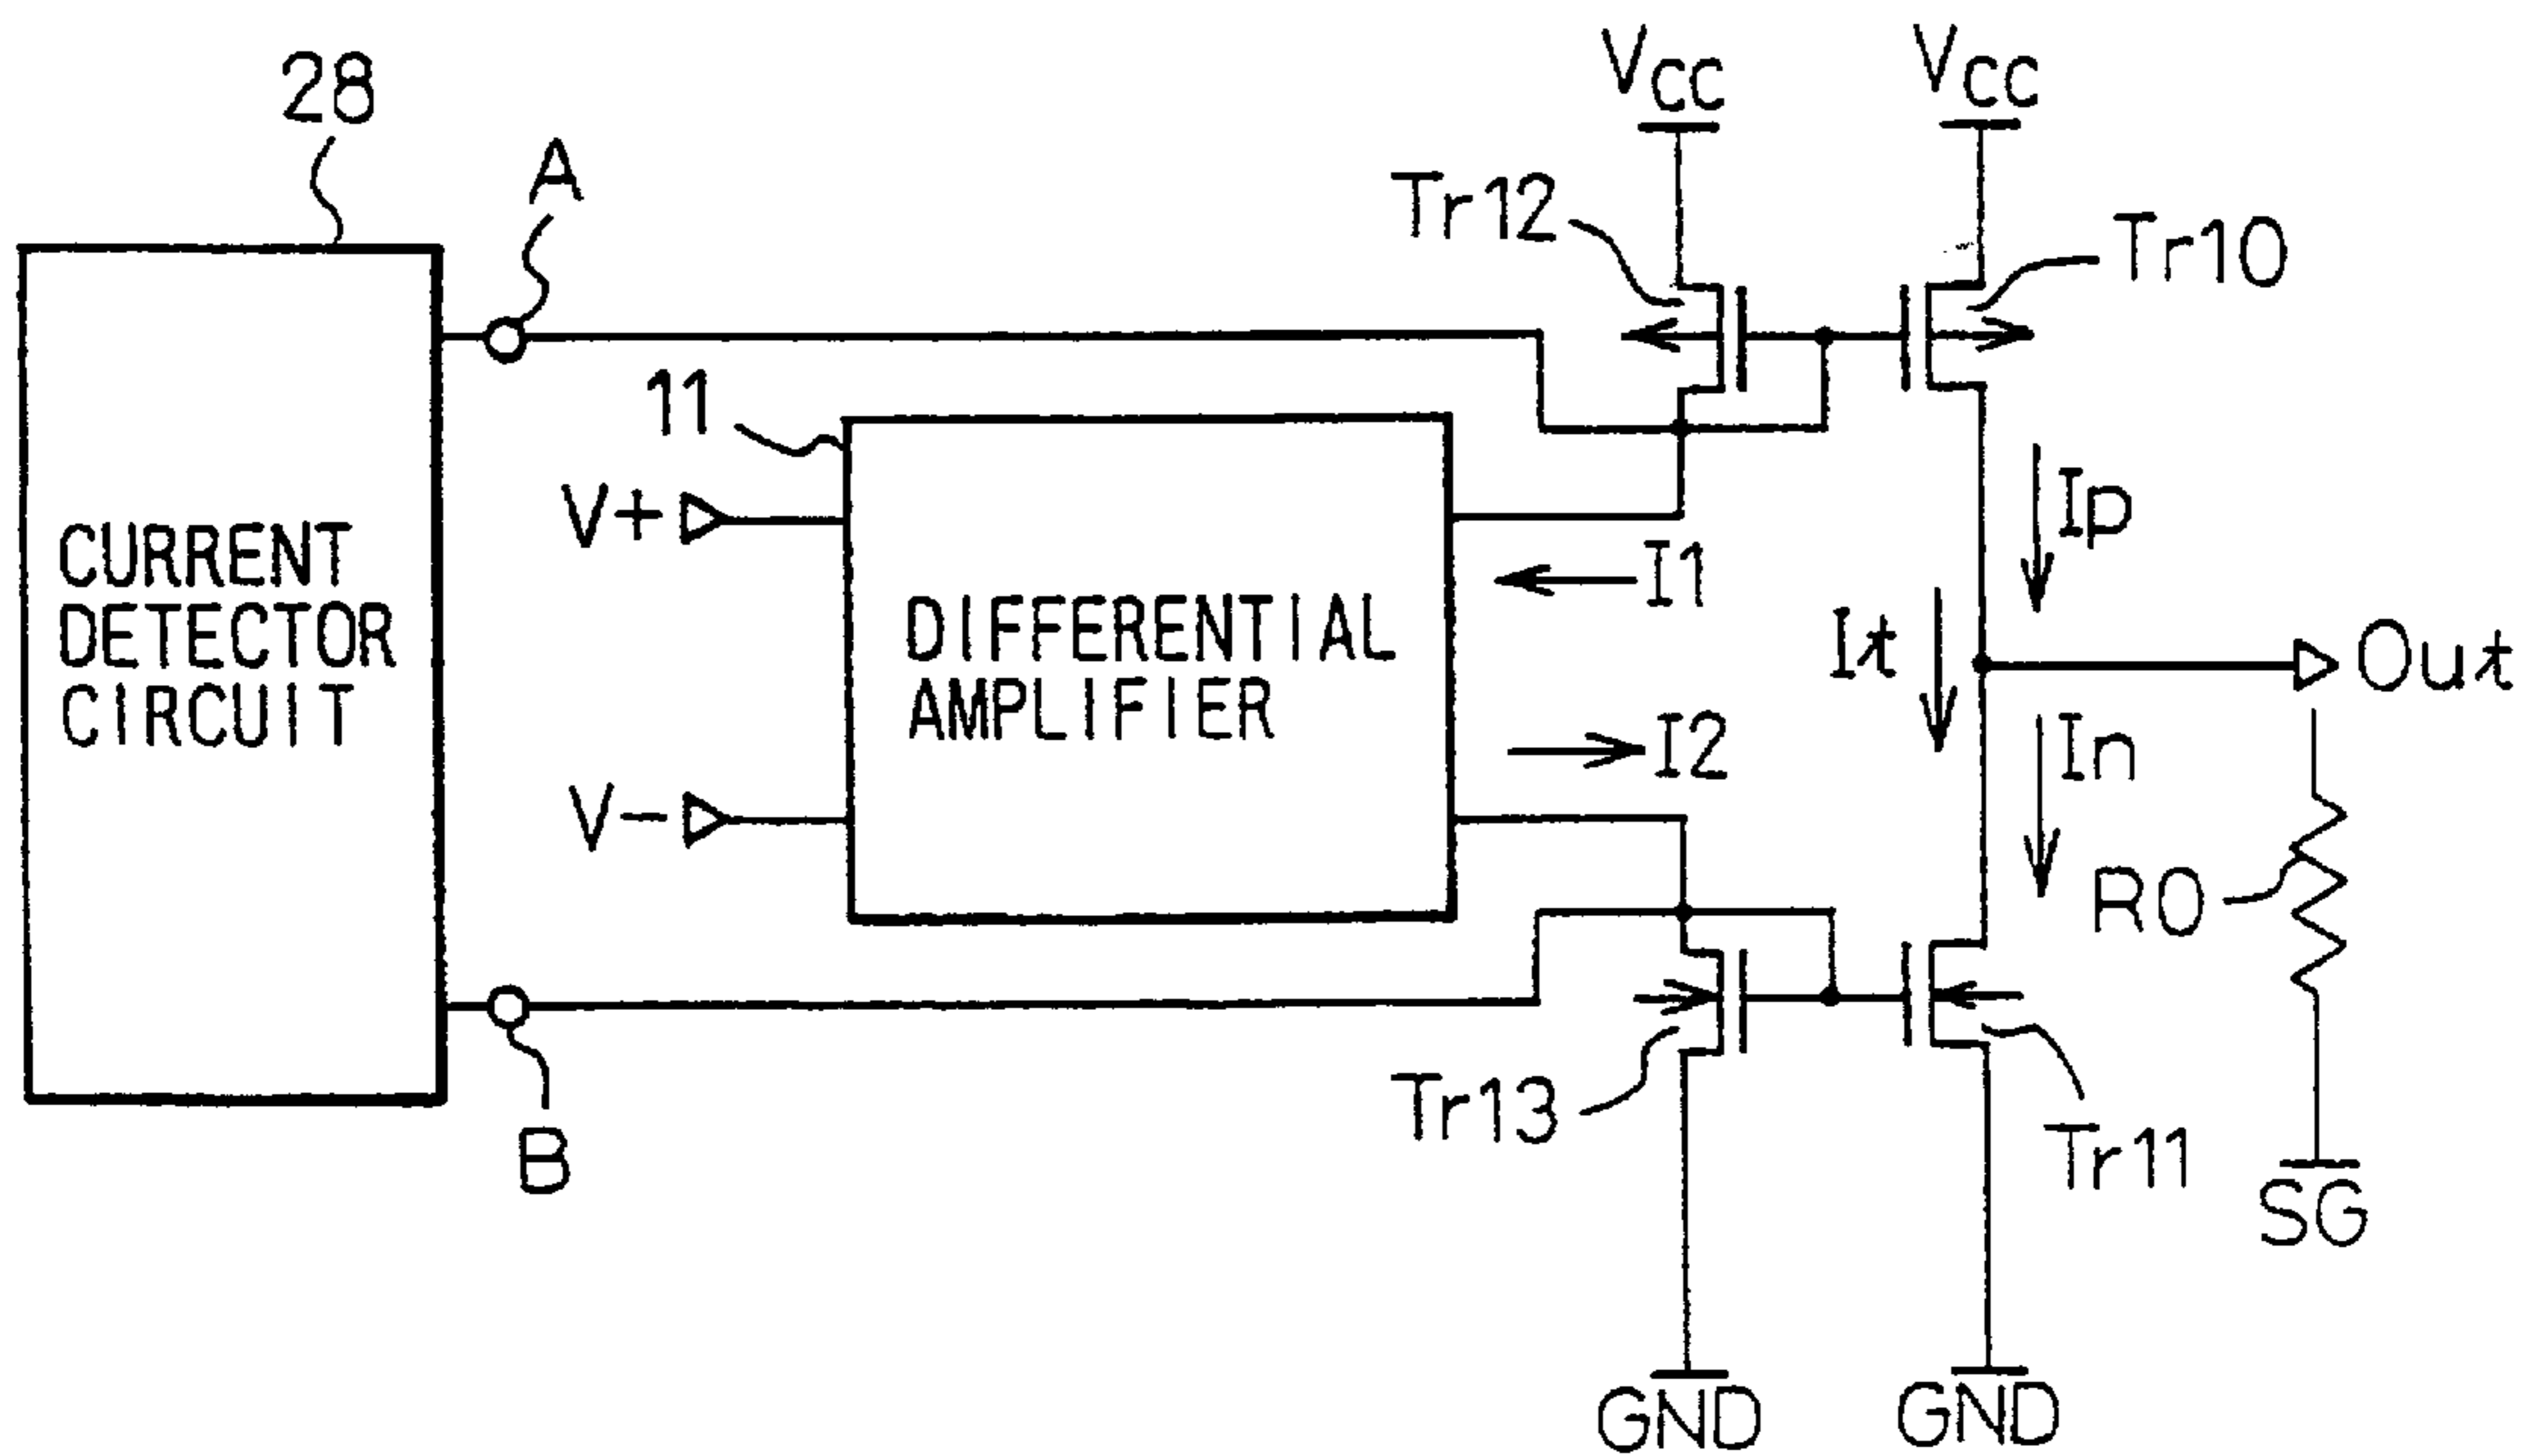 28
A
VCC
VCC
Tr12
Tr10
11
V+
CURRENT
DETECTOR
CIRCUIT
DIFFERENTIAL
AMPLIFIER
I1
Ip
It
Out
I2
In
V-
R0
B
Tr13
Tr11
SG
GND
GND